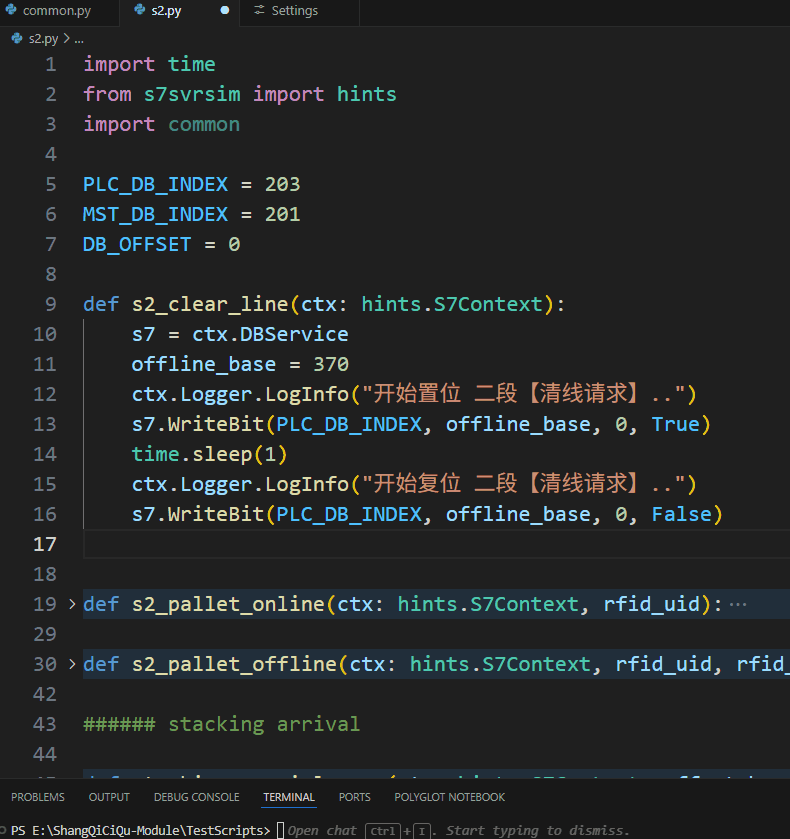 common.py s2.py Settings
s2.py > ...
1 import time
2 from s7svrsim import hints
3 import common
4
5 PLC_DB_INDEX = 203
6 MST_DB_INDEX = 201
7 DB_OFFSET = 0
8
9 def s2_clear_line(ctx: hints.S7Context):
10 s7 = ctx.DBService
11 offline_base = 370
12 ctx.Logger.LogInfo("开始置位 二段【清线请求】..")
13 s7.WriteBit(PLC_DB_INDEX, offline_base, 0, True)
14 time.sleep(1)
15 ctx.Logger.LogInfo("开始复位 二段【清线请求】..")
16 s7.WriteBit(PLC_DB_INDEX, offline_base, 0, False)
17
18
19 > def s2_pallet_online(ctx: hints.S7Context, rfid_uid):···
29
30 > def s2_pallet_offline(ctx: hints.S7Context, rfid_uid, rfid_
42
43 ###### stacking arrival
44
PROBLEMS OUTPUT DEBUG CONSOLE TERMINAL PORTS POLYGLOT NOTEBOOK
PS E:\ShangQiCiQu-Module\TestScripts> Open chat Ctrl + I . Start typing to dismiss.